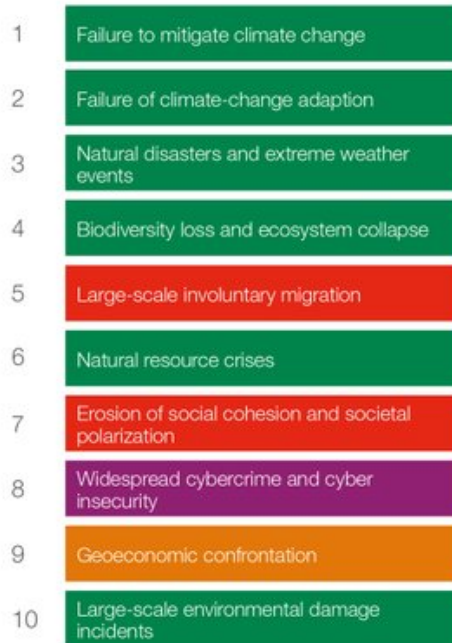 1
Failure to mitigate climate change
2
Failure of climate-change adaption
3
Natural disasters and extreme weather
events
4
Biodiversity loss and ecosystem collapse
5
Large-scale involuntary migration
6
Natural resource crises
7
Erosion of social cohesion and societal
polarization
8
Widespread cybercrime and cyber
insecurity
9
Geoeconomic confrontation
10
Large-scale environmental damage
incidents